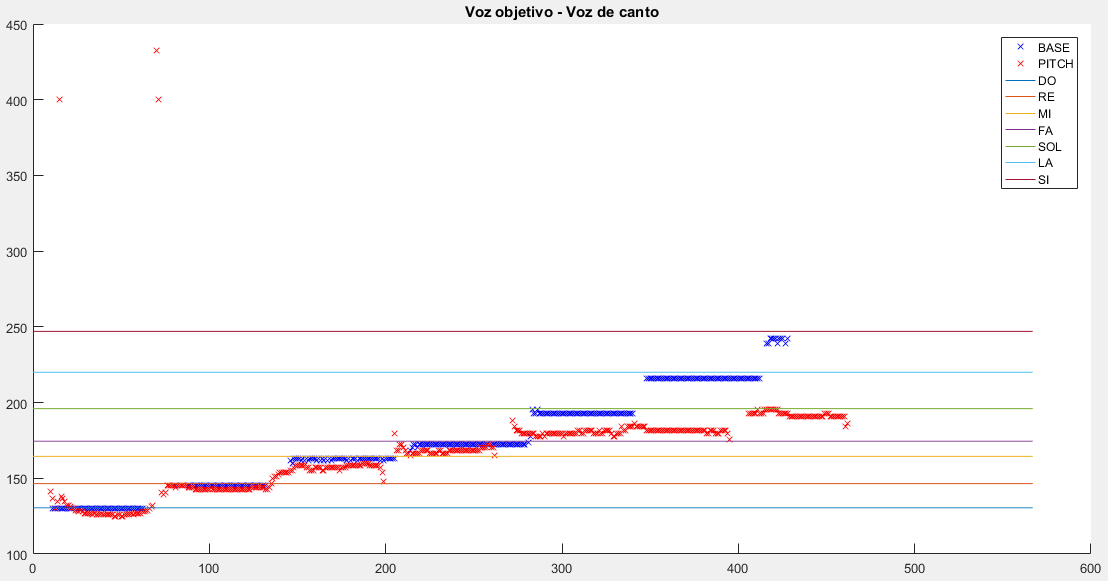 Voz objetivo - Voz de canto
450
400
350
300
250
200
150
100
0
100
200
300
400
500
600
BASE
PITCH
DO
RE
MI
FA
SOL
LA
SI